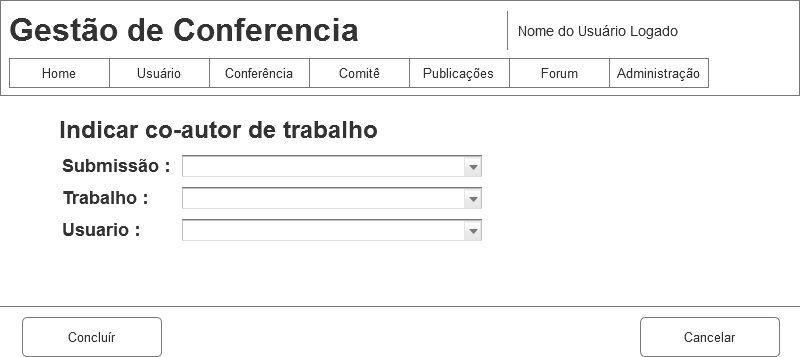 Gestão de Conferencia
Nome do Usuário Logado
Home Usuário Conferência Comitê Publicações Forum Administração
Indicar co-autor de trabalho
Submissão :
Trabalho :
Usuario :
Concluír Cancelar